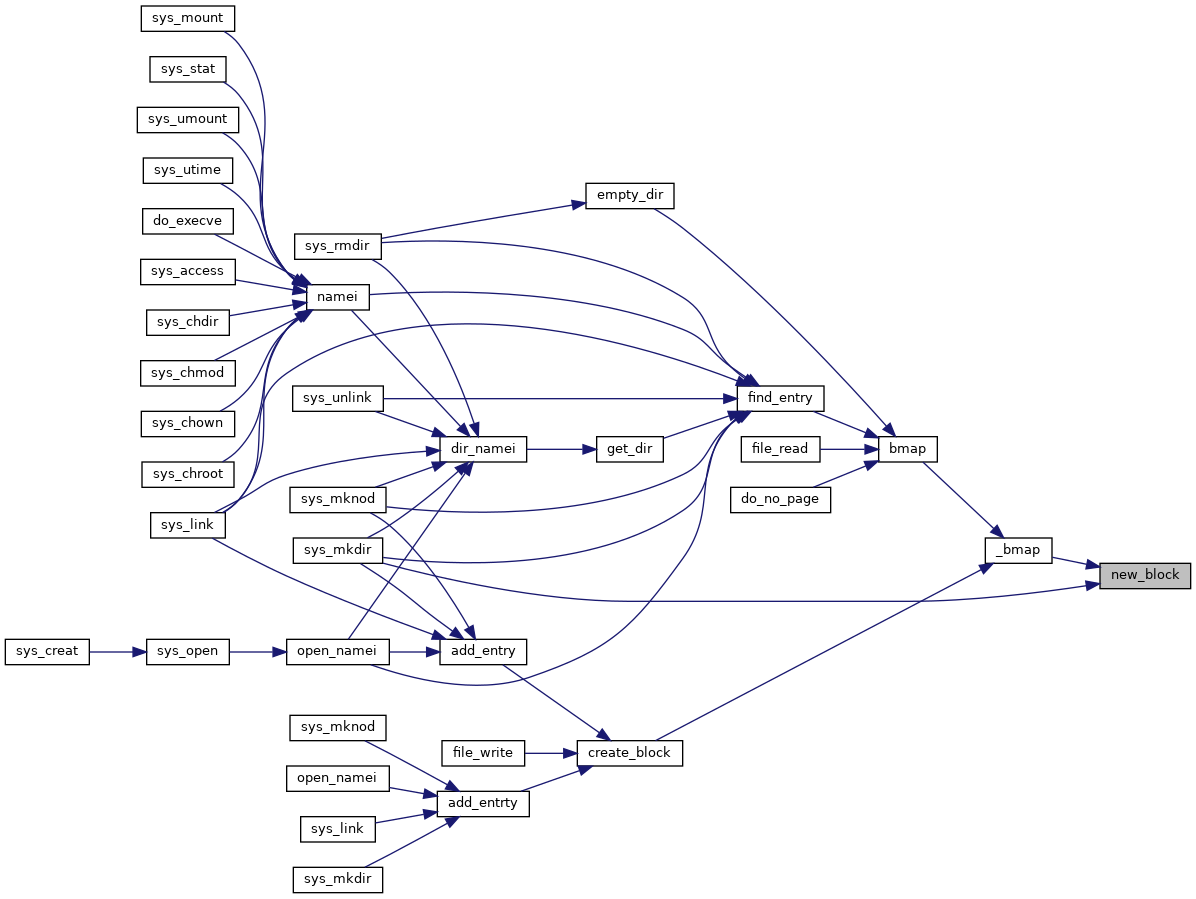 sys_mount
sys_stat
sys_umount
sys_utime
do_execve
sys_access
sys_chdir
sys_chmod
sys_chown
sys_chroot
sys_link
sys_creat
sys_open
sys_rmdir
namei
sys_unlink
sys_mknod
sys_mkdir
open_namei
sys_mknod
open_namei
sys_link
sys_mkdir
dir_namei
add_entry
file_write
add_entrty
empty_dir
get_dir
create_block
find_entry
file_read
do_no_page
bmap
_bmap
new_block